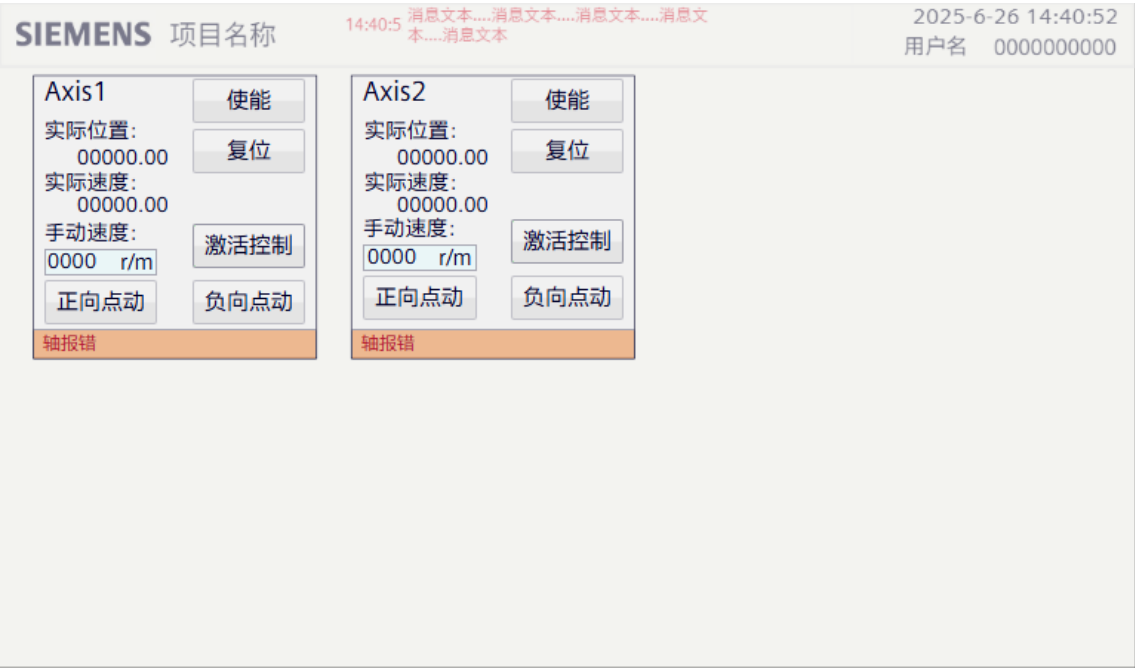 SIEMENS 项目名称
14:40:5 消息文本....消息文本....消息文本....消息文
本....消息文本
2025-6-26 14:40:52
用户名 0000000000
Axis1 使能
实际位置:
00000.00 复位
实际速度:
00000.00
手动速度: 激活控制
0000 r/m
正向点动 负向点动
轴报错
Axis2 使能
实际位置:
00000.00 复位
实际速度:
00000.00
手动速度: 激活控制
0000 r/m
正向点动 负向点动
轴报错